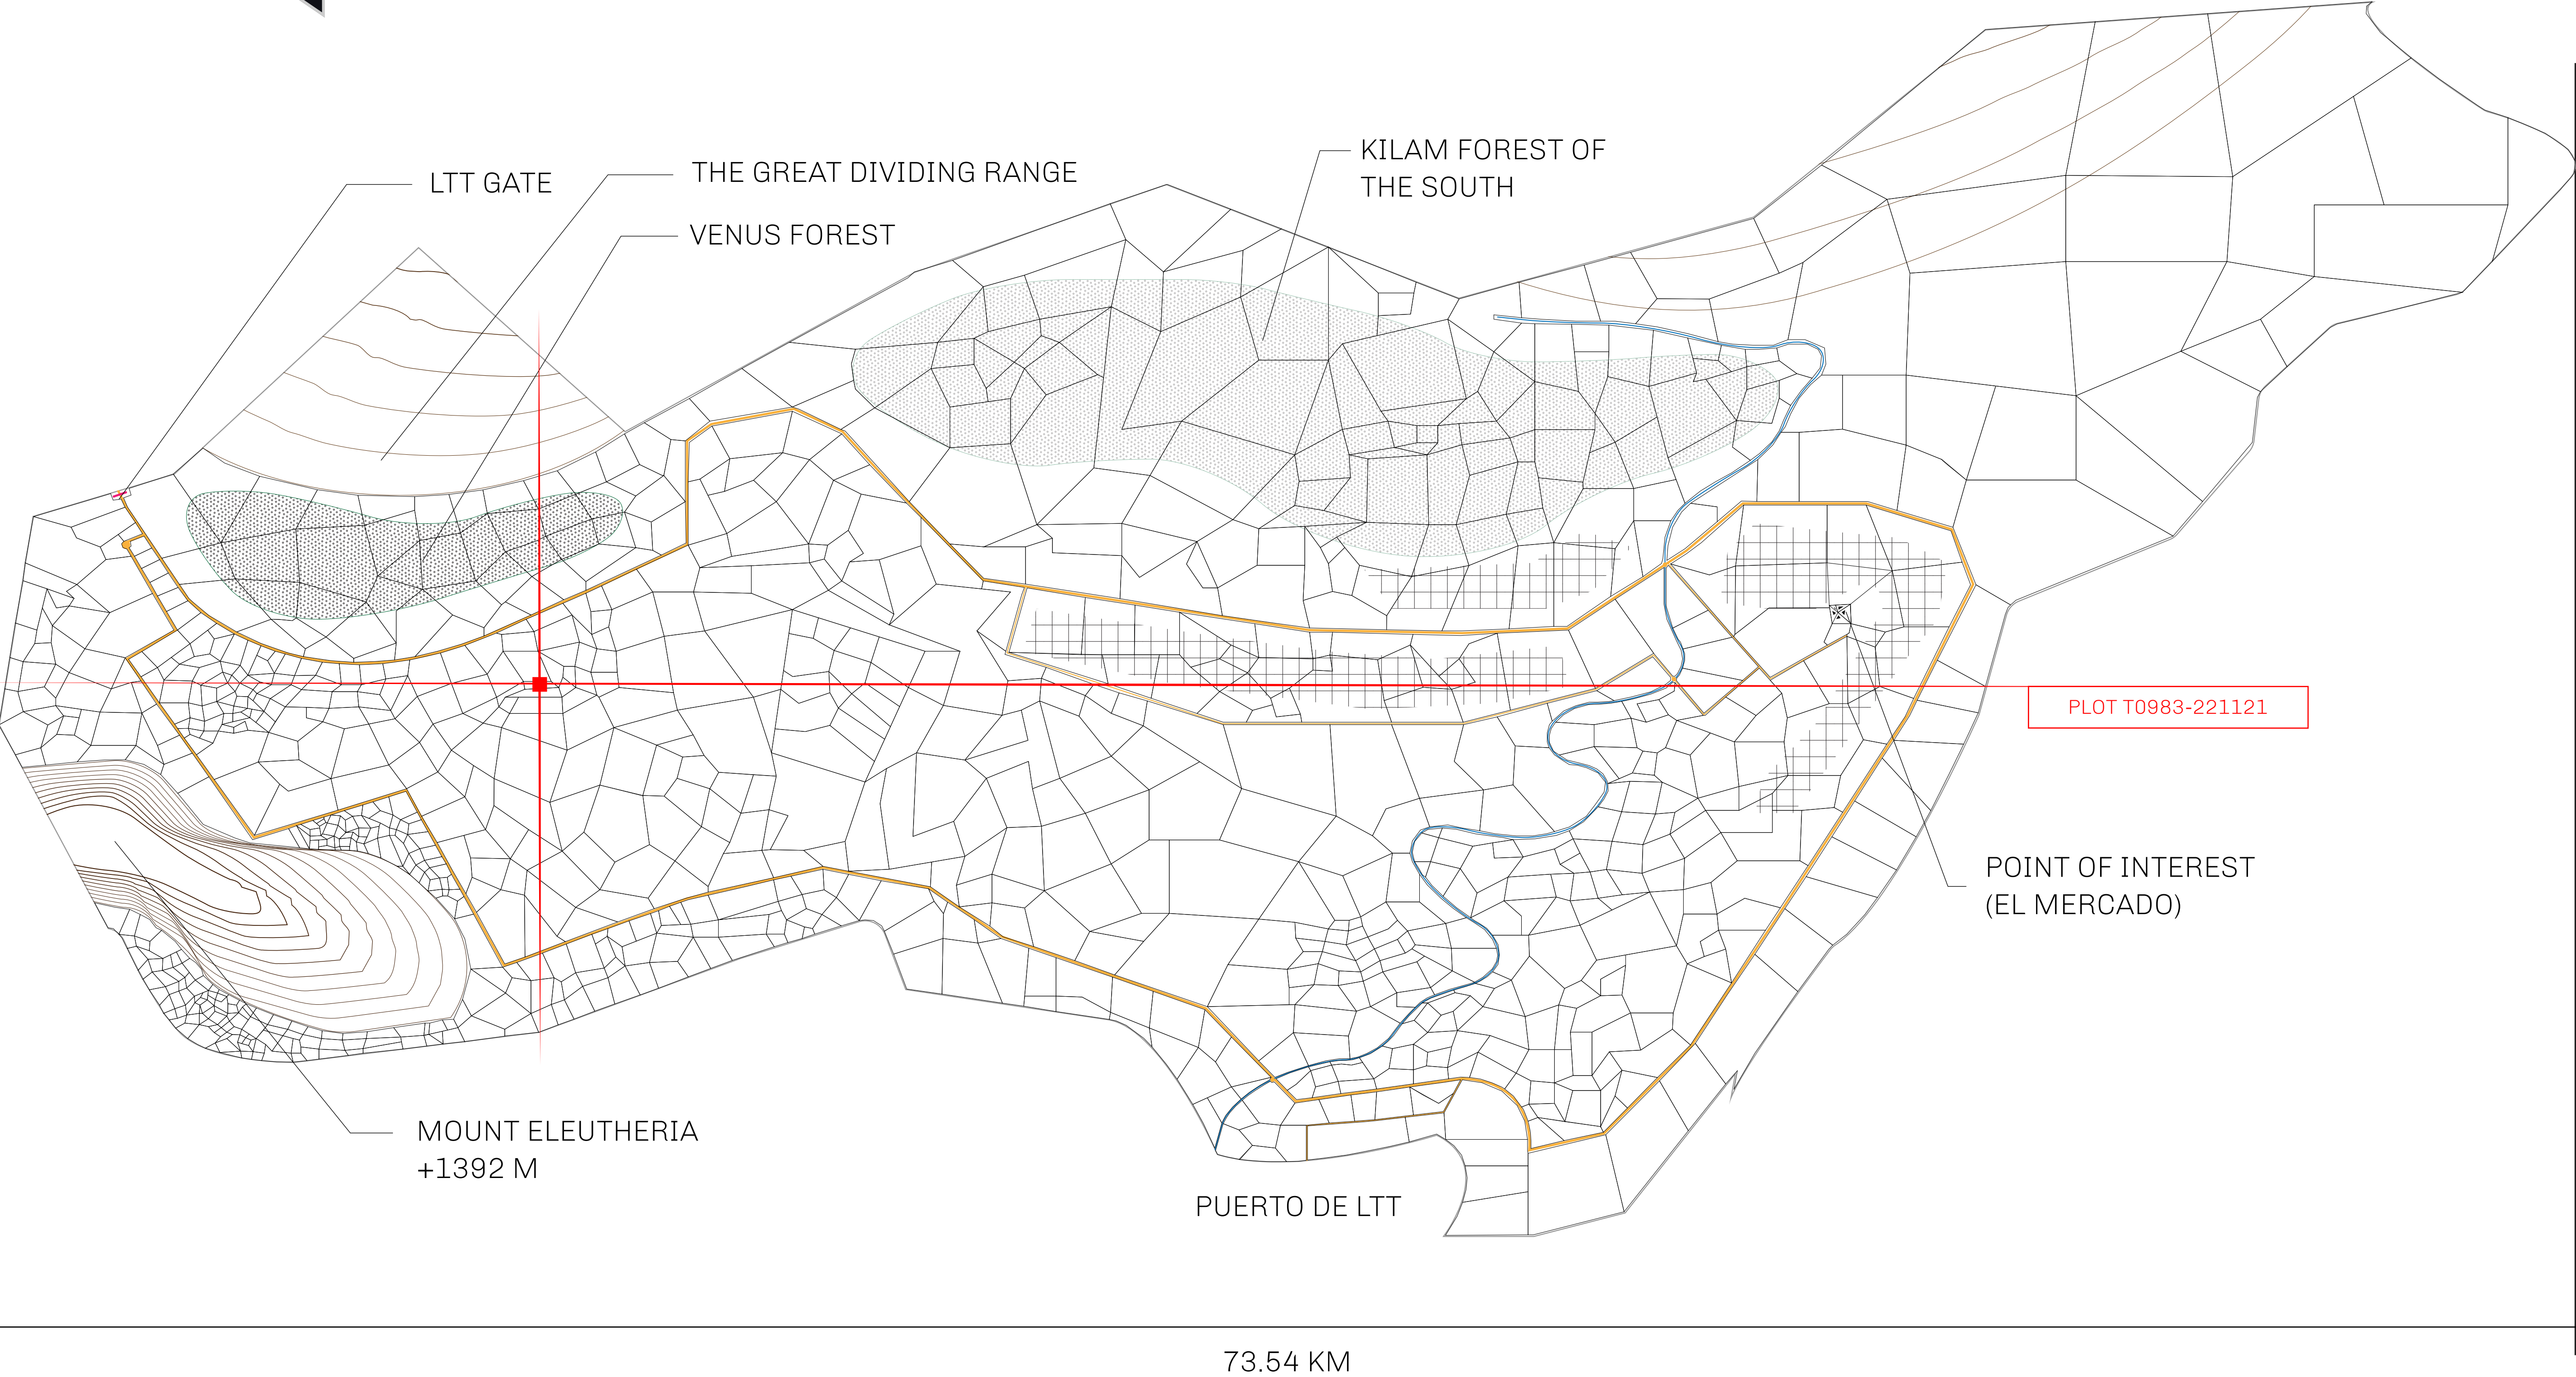 KILAM FOREST OF
THE SOUTH
LTT GATE
THE GREAT DIVIDING RANGE
VENUS FOREST
PLOT T0983-221121
POINT OF INTEREST
(EL MERCADO)
MOUNT ELEUTHERIA
+1392 M
PUERTO DE LTT
73.54 KM